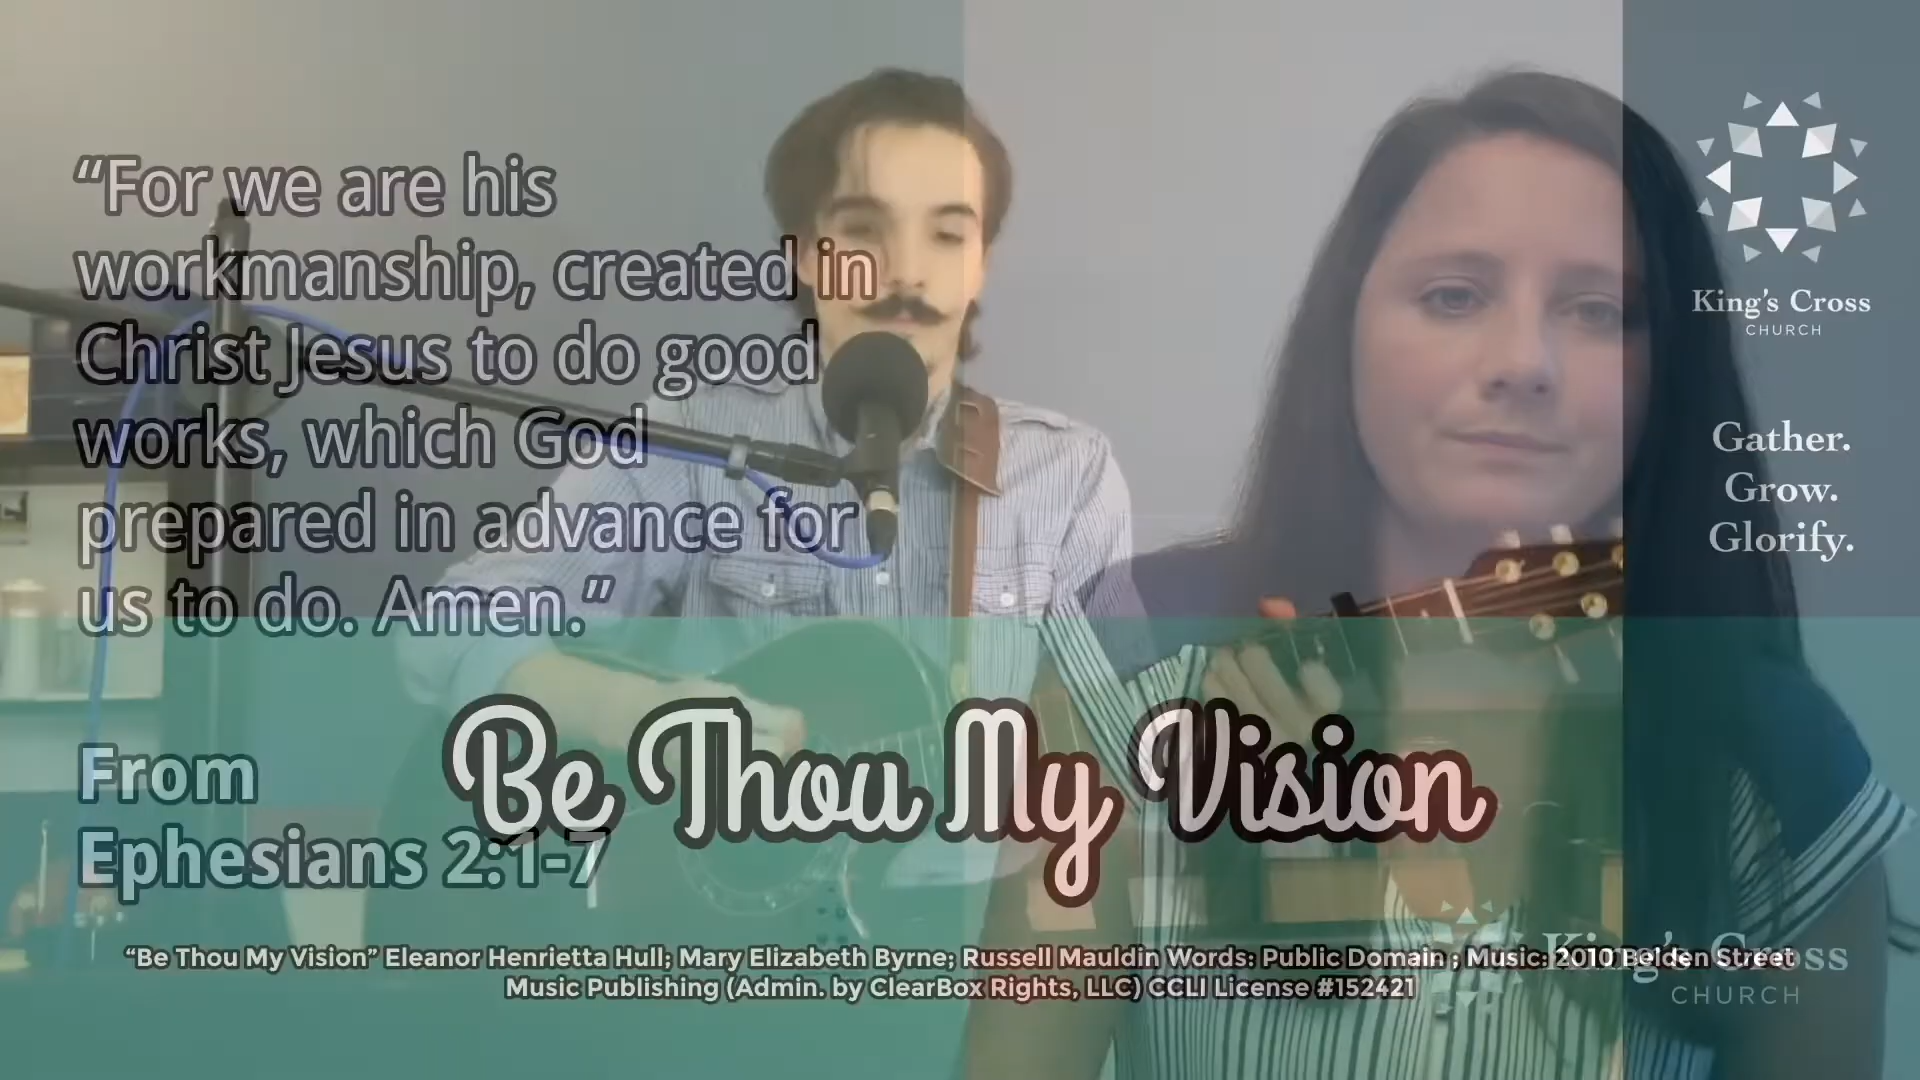 “For we are his
workmanship, created in
Christ Jesus to do good
works, which God
prepared in advance for
us to do. Amen.”
From
Ephesians 2:1-7
King’s Cross
CHURCH
Gather.
Grow.
Glorify.
Be Thou My Vision
“Be Thou My Vision” Eleanor Henrietta Hull; Mary Elizabeth Byrne; Russell Mauldin Words: Public Domain ; Music: 2010 Belden Street
Music Publishing (Admin. by ClearBox Rights, LLC) CCLI License #152421
King’s Cross
CHURCH